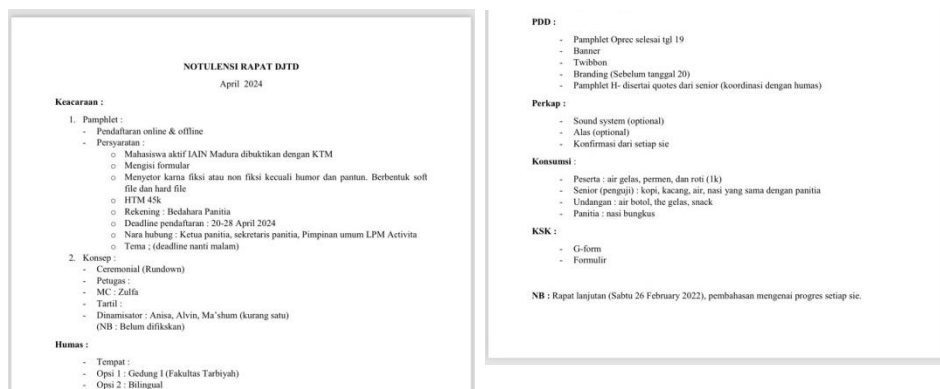 NOTULENSI RAPAT DJTD
April 2024
Keacaraan :
1. Pamphlet :
- Pendaftaran online & offline
- Persyaratan :
o Mahasiswa aktif IAIN Madura dibuktikan dengan KTM
o Mengisi formular
o Menyetor karna fiksi atau non fiksi kecuali humor dan pantun. Berbentuk soft
file dan hard file
o HTM 45k
o Rekening : Bedahara Panitia
o Deadline pendaftaran : 20-28 April 2024
o Nara hubung : Ketua panitia, sekretaris panitia, Pimpinan umum LPM Activita
o Tema ; (deadline nanti malam)
2. Konsep :
- Ceremonial (Rundown)
- Petugas :
- MC : Zulfa
- Tartil :
- Dinamisator : Anisa, Alvin, Ma'shum (kurang satu)
(NB : Belum difikskan)
Humas :
- Tempat :
- Opsi 1 : Gedung I (Fakultas Tarbiyah)
- Opsi 2 : Bilingual
PDD :
- Pamphlet Oprec selesai tgl 19
- Banner
- Twibbon
- Branding (Sebelum tanggal 20)
- Pamphlet H- disertai quotes dari senior (koordinasi dengan humas)
Perkap :
- Sound system (optional)
- Alas (optional)
- Konfirmasi dari setiap sie
Konsumsi :
- Peserta : air gelas, permen, dan roti (1k)
- Senior (penguji) : kopi, kacang, air, nasi yang sama dengan panitia
- Undangan : air botol, the gelas, snack
- Panitia : nasi bungkus
KSK :
- G-form
- Formulir
NB : Rapat lanjutan (Sabtu 26 February 2022), pembahasan mengenai progres setiap sie.